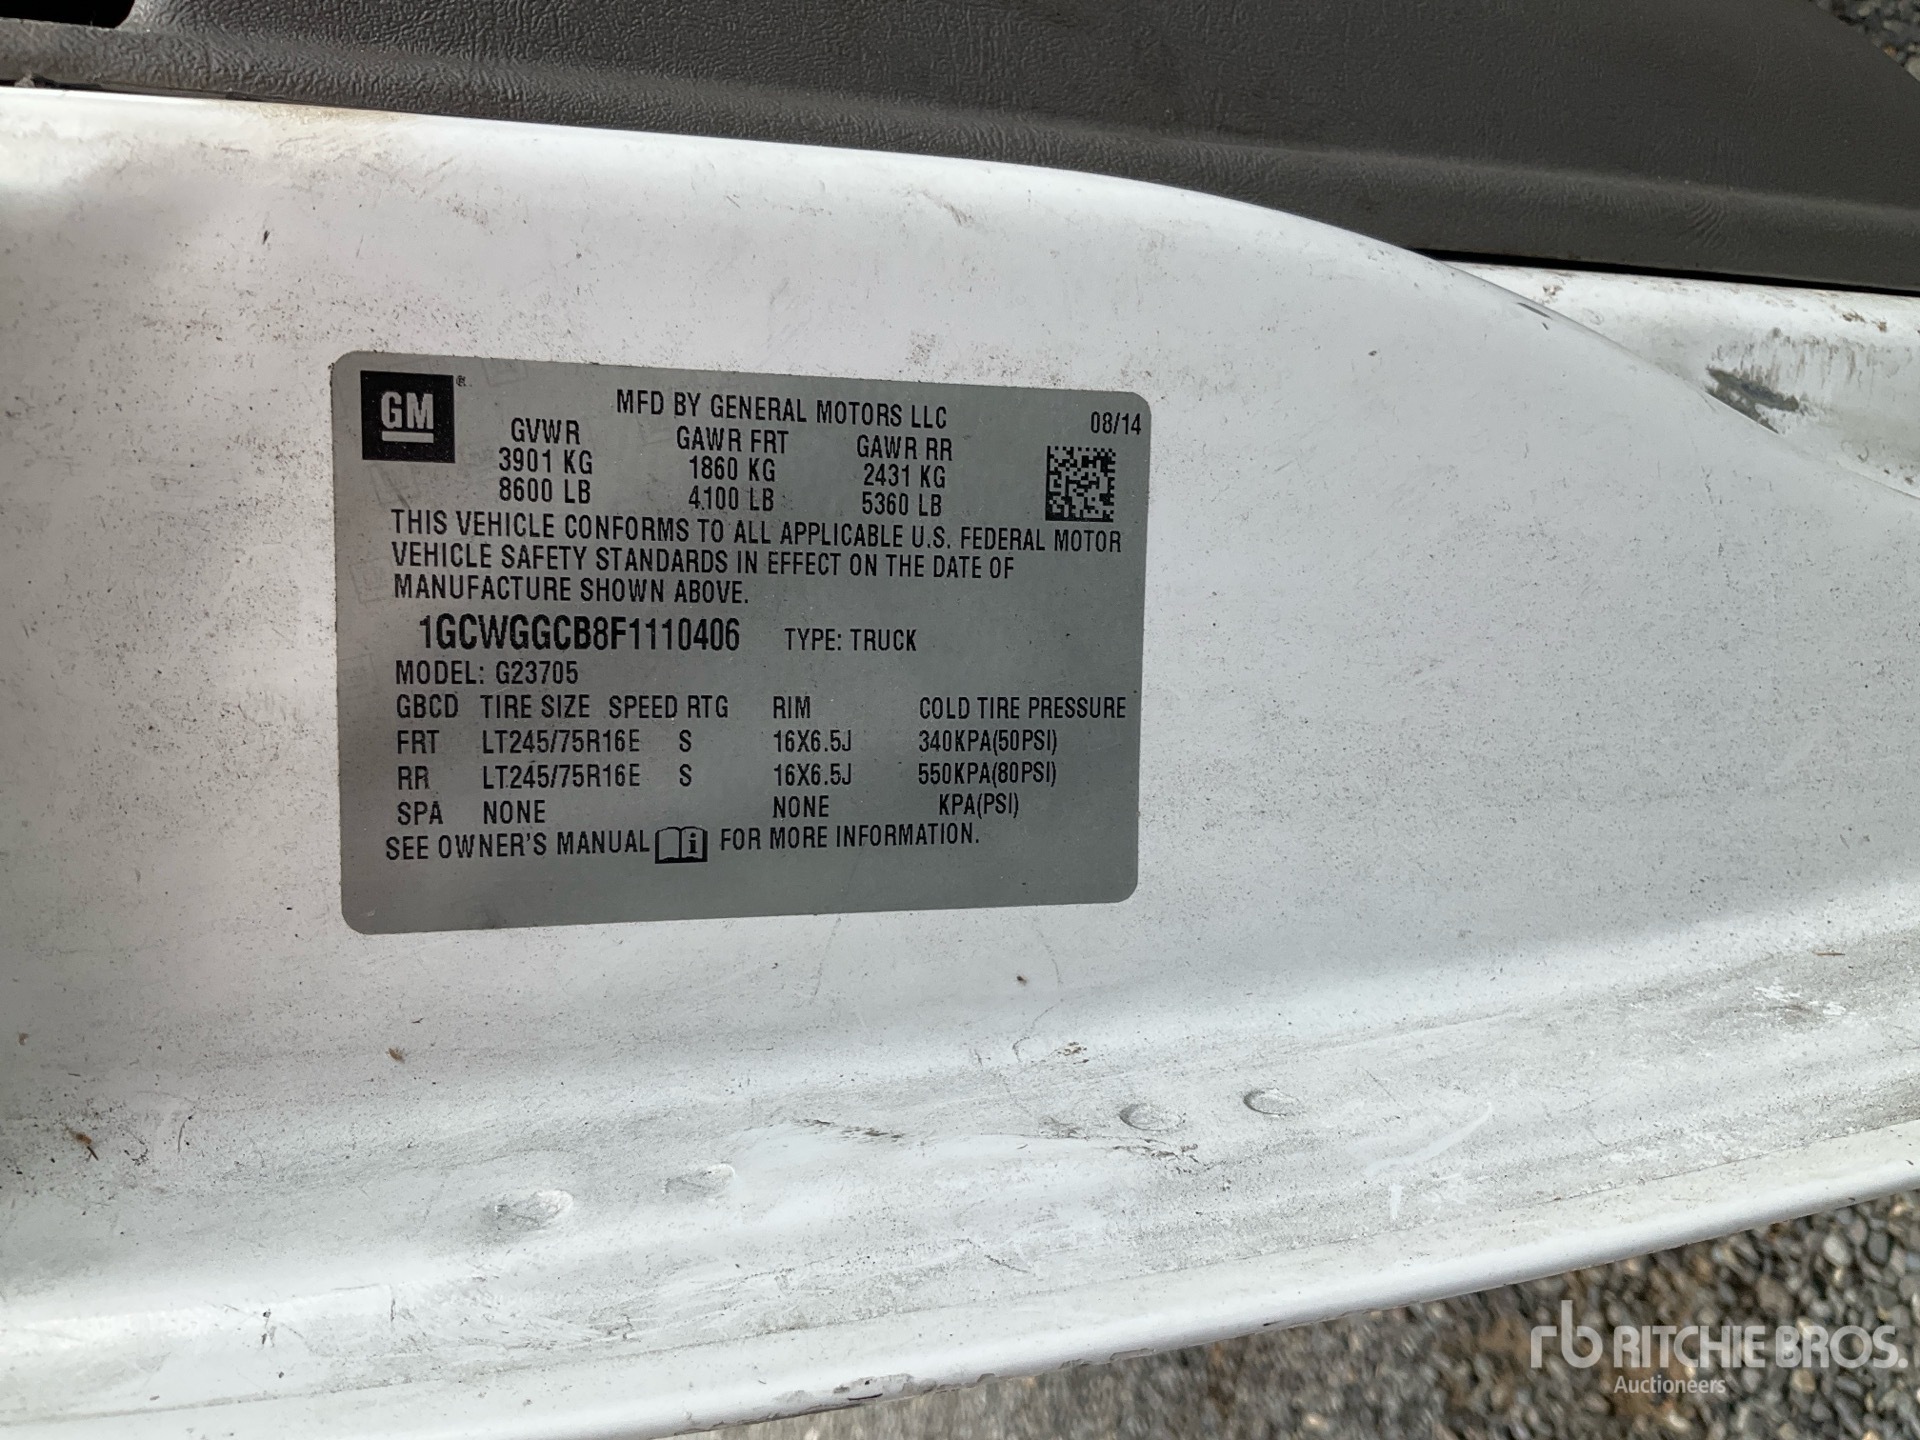 GM®
MFD BY GENERAL MOTORS LLC 08/14
GVWR GAWR FRT GAWR RR
3901 KG 1860 KG 2431 KG
8600 LB 4100 LB 5360 LB
THIS VEHICLE CONFORMS TO ALL APPLICABLE U.S. FEDERAL MOTOR
VEHICLE SAFETY STANDARDS IN EFFECT ON THE DATE OF
MANUFACTURE SHOWN ABOVE.
1GCWGGCB8F1110406 TYPE: TRUCK
MODEL: G23705
GBCD TIRE SIZE SPEED RTG RIM COLD TIRE PRESSURE
FRT LT245/75R16E S 16X6.5J 340KPA(50PSI)
RR LT245/75R16E S 16X6.5J 550KPA(80PSI)
SPA NONE NONE KPA(PSI)
SEE OWNER'S MANUAL i FOR MORE INFORMATION.
rb RITCHIE BROS.
Auctioneers